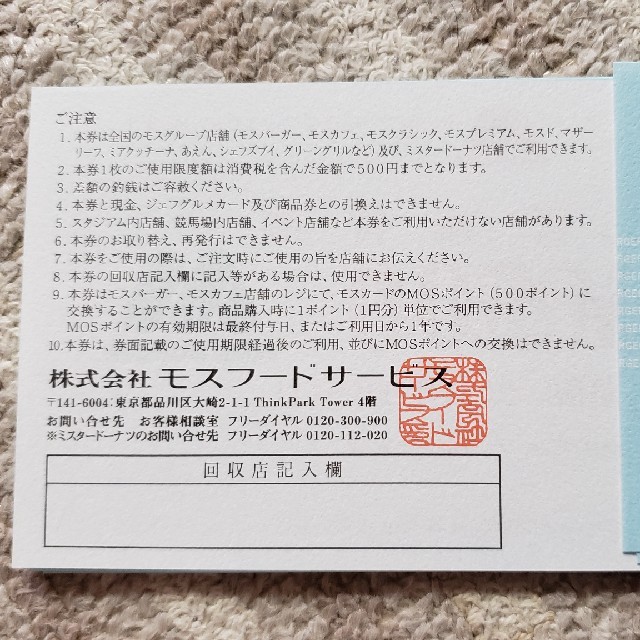 ご注意
1. 本券は全国のモスグループ店舗(モスバーガー、モスカフェ、モスクラシック、モスプレミアム、モスド、マザー
リーフ、ミアクッチーナ、あえん、シェフズブイ、グリーングリルなど)及び、ミスタードーナツ店舗でご利用できます。
2. 本券1枚のご使用限度額は消費税を含んだ金額で500円までとなります。
3. 差額の釣銭はご容赦ください。
4. 本券と現金、ジェフグルメカード及び商品券との引換えはできません。
5. スタジアム内店舗、競馬場内店舗、イベント店舗など本券をご利用いただけない店舗があります。
6. 本券のお取り替え、再発行はできません。
7. 本券をご使用の際は、ご注文時にご使用の旨を店舗にお伝えください。
8. 本券の回収店記入欄に記入等がある場合は、使用できません。
9. 本券はモスバーガー、モスカフェ店舗のレジにて、モスカードのMOSポイント(500ポイント)に
交換することができます。商品購入時に1ポイント(1円分)単位でご利用できます。
MOSポイントの有効期限は最終付与日、またはご利用日から1年です。
10. 本券は、券面記載のご使用期限経過後のご利用、並びにMOSポイントへの交換はできません。
株式会社 モスフードサービス
〒141-6004:東京都品川区大崎2-1-1 ThinkPark Tower 4階
お問い合せ先 お客様相談室 フリーダイヤル 0120-300-900
※ミスタードーナツのお問い合せ先 フリーダイヤル 0120-112-020
回収店記入欄